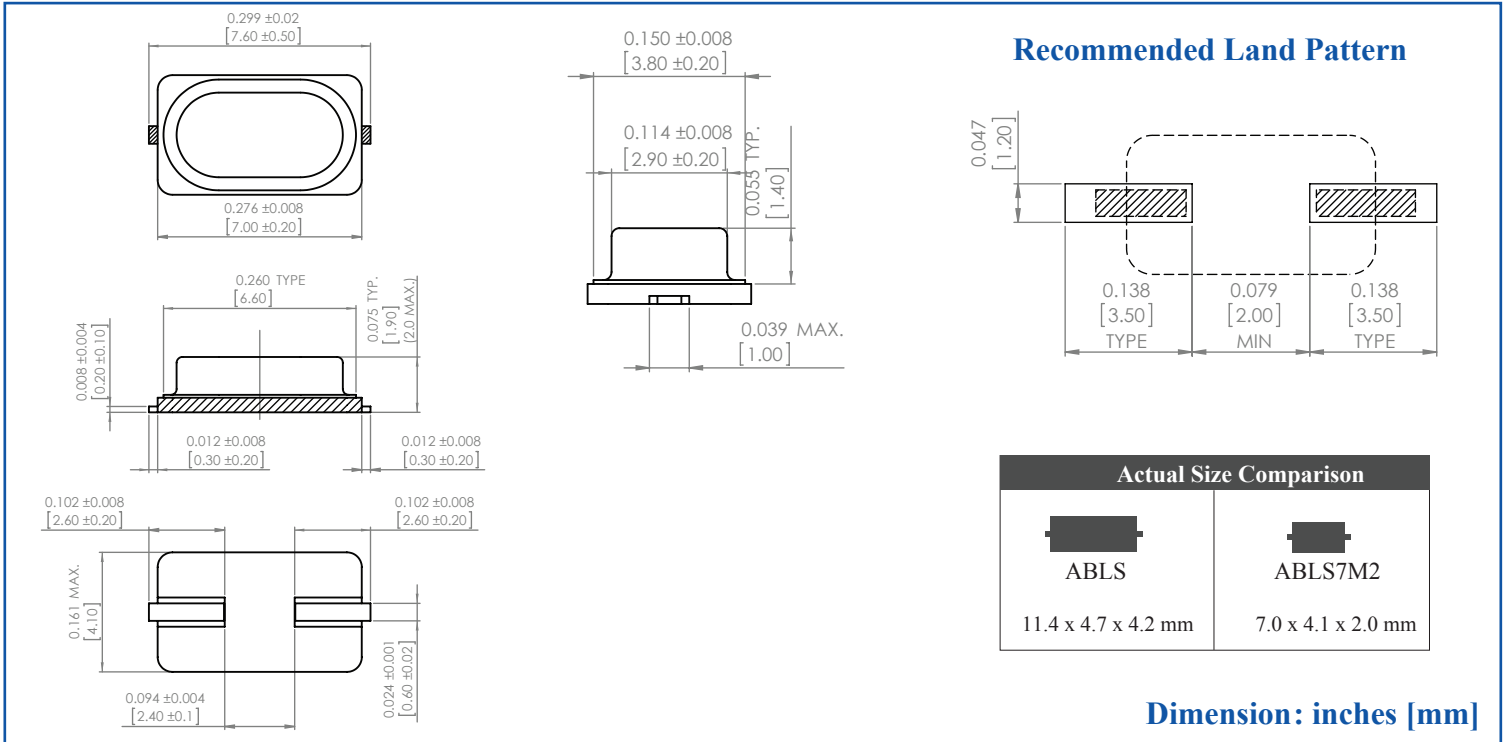 0.299 ±0.02
[7.60 ±0.50]
0.276 ±0.008
[7.00 ±0.20]
0.260 TYPE
[6.60]
0.075 TYP.
[1.90]
(2.0 MAX.)
0.008 ±0.004
[0.20 ±0.10]
0.012 ±0.008
[0.30 ±0.20]
0.012 ±0.008
[0.30 ±0.20]
0.102 ±0.008
[2.60 ±0.20]
0.102 ±0.008
[2.60 ±0.20]
0.161 MAX.
[4.10]
0.024 ±0.001
[0.60 ±0.02]
0.094 ±0.004
[2.40 ±0.1]
0.150 ±0.008
[3.80 ±0.20]
0.114 ±0.008
[2.90 ±0.20]
0.055 TYP.
[1.40]
0.039 MAX.
[1.00]
Recommended Land Pattern
0.047
[1.20]
0.138
[3.50]
TYPE
0.079
[2.00]
MIN
0.138
[3.50]
TYPE
Actual Size Comparison
ABLS
11.4 x 4.7 x 4.2 mm
ABLS7M2
7.0 x 4.1 x 2.0 mm
Dimension: inches [mm]